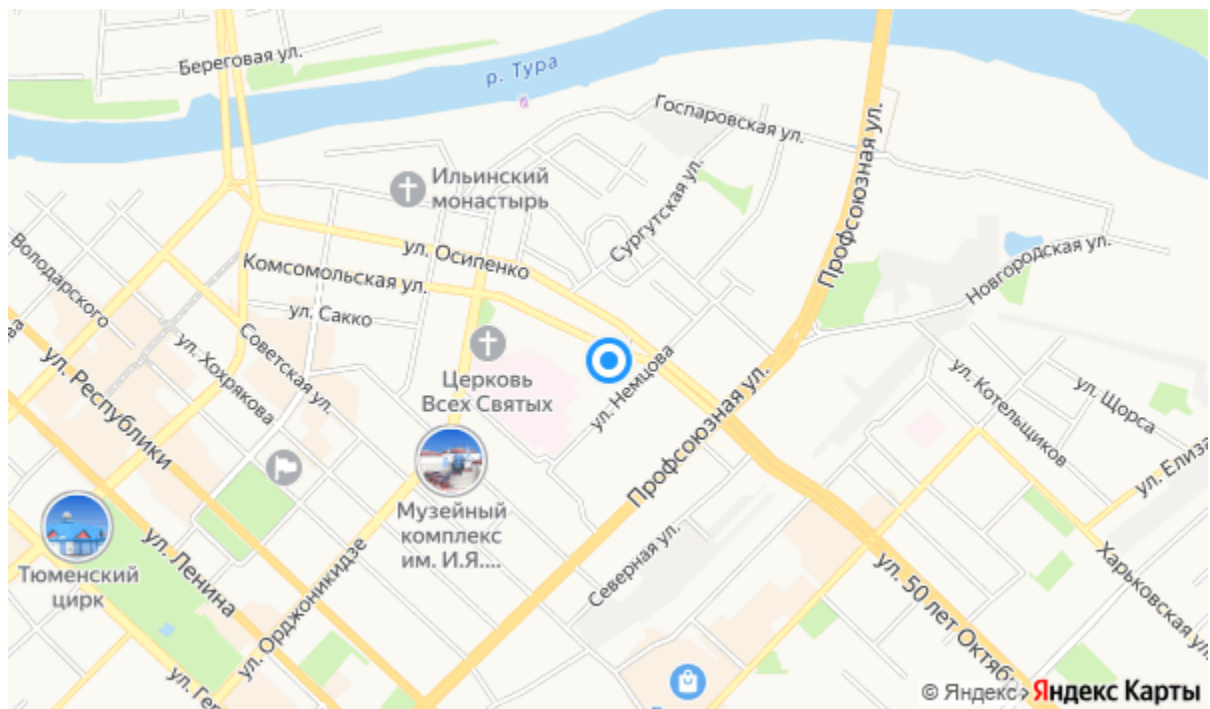 Береговая ул.
р. Тура
Госпаровская ул.
Профсоюзная ул.
Ильинский
монастырь
Сургутская ул.
ул. Осипенко
Володарского
Комсомольская ул.
Новгородская ул.
ул. Сакко
ул. Хохрякова
Советская ул.
ул. Республики
Церковь
Всех Святых
ул. Немцова
Профсоюзная ул.
ул. Котельщиков
ул. Щорса
ул. Елиза
Музейный
комплекс
им. И.Я....
Тюменский
цирк
ул. Ленина
ул. Орджоникидзе
Северная ул.
ул. 50 лет Октябр
Харьковская ул.
ул. Гер
© Яндекс Яндекс Карты